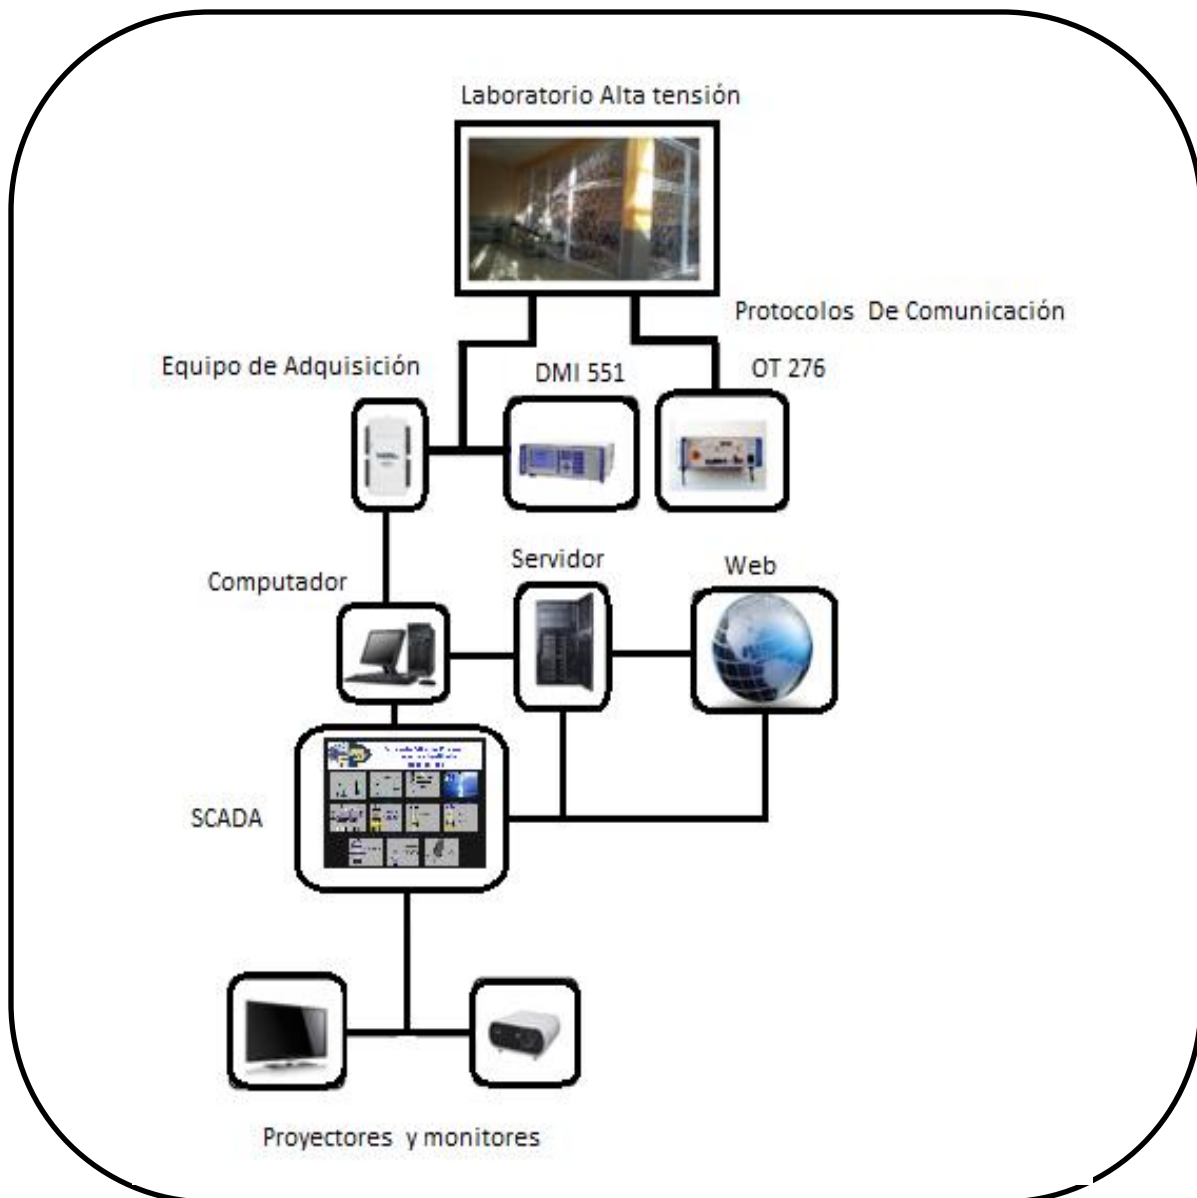 Laboratorio Alta tensión
Protocolos De Comunicación
Equipo de Adquisición
DMI 551
OT 276
Servidor
Web
Computador
SCADA
Proyectores y monitores